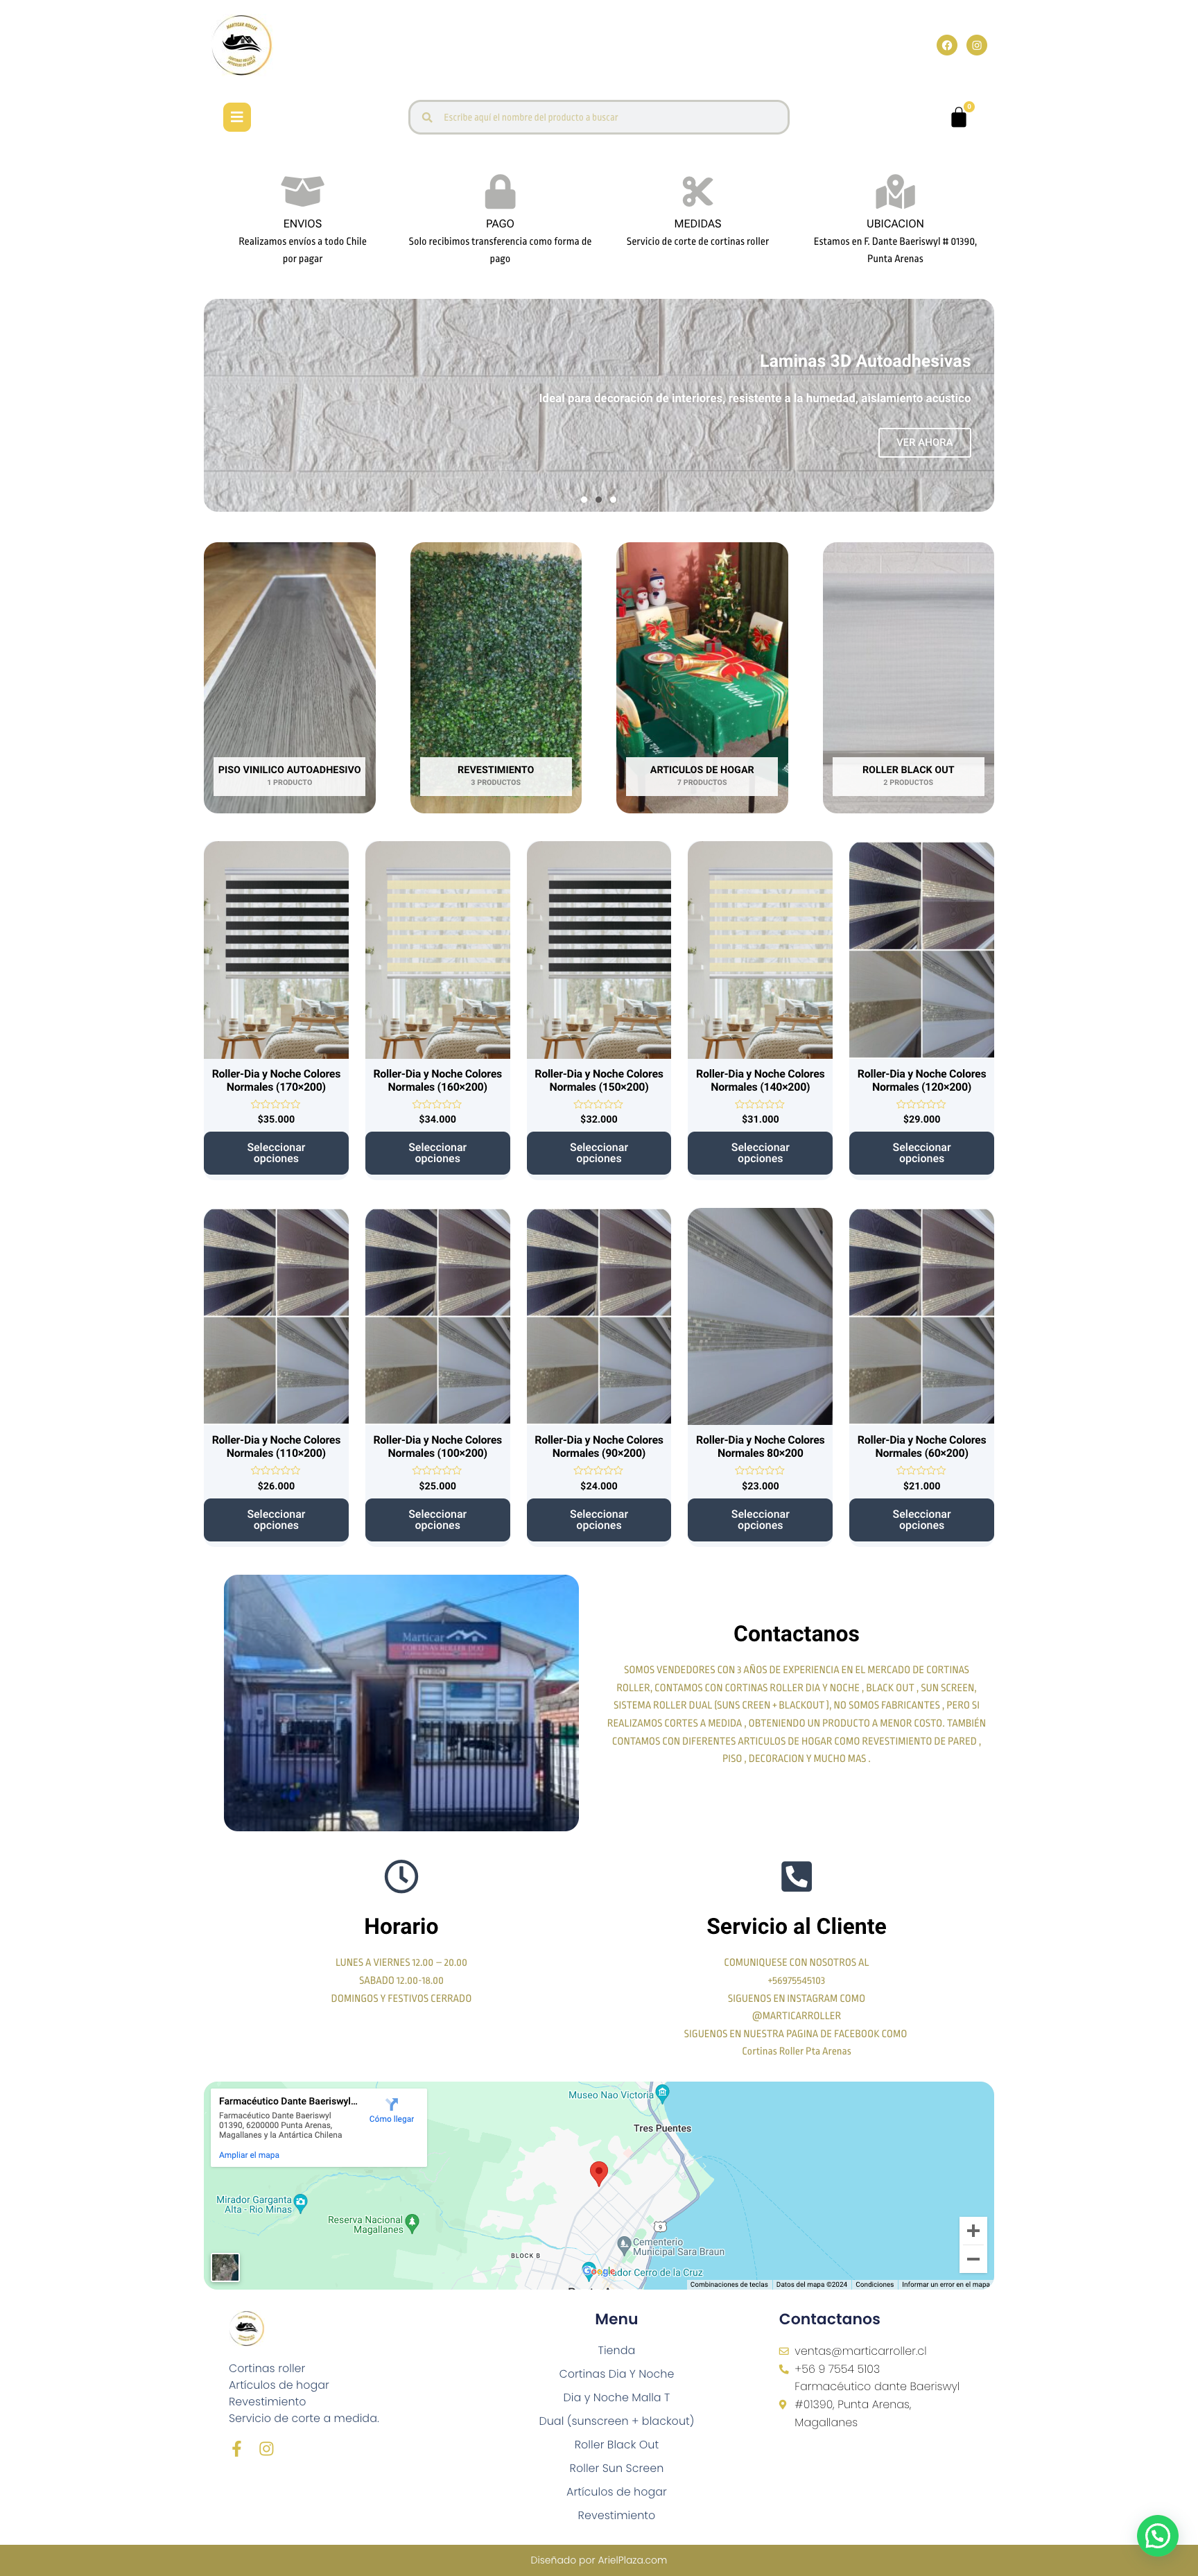 MARTICAR ROLLER
0
Escribe aqui el nombre del producto a buscar
ENVIOS
Realizamos envíos a todo Chile
por pagar
PAGO
Solo recibimos transferencia como forma de
pago
MEDIDAS
Servicio de corte de cortinas roller
UBICACION
Estamos en F. Dante Baeriswyl # 01390,
Punta Arenas
Laminas 3D Autoadhesivas
Ideal para decoración de interiores, resistente a la humedad, aislamiento acústico
VER AHORA
PISO VINILICO AUTOADHESIVO
1 PRODUCTO
REVESTIMIENTO
3 PRODUCTOS
Navidad!
ARTICULOS DE HOGAR
7 PRODUCTOS
ROLLER BLACK OUT
2 PRODUCTOS
Roller-Dia y Noche Colores
Normales (170×200)
$35.000
Seleccionar
opciones
Roller-Dia y Noche Colores
Normales (160×200)
$34.000
Seleccionar
opciones
Roller-Dia y Noche Colores
Normales (150×200)
$32.000
Seleccionar
opciones
Roller-Dia y Noche Colores
Normales (140×200)
$31.000
Seleccionar
opciones
Roller-Dia y Noche Colores
Normales (120×200)
$29.000
Seleccionar
opciones
Roller-Dia y Noche Colores
Normales (110×200)
$26.000
Seleccionar
opciones
Roller-Dia y Noche Colores
Normales (100×200)
$25.000
Seleccionar
opciones
Roller-Dia y Noche Colores
Normales (90×200)
$24.000
Seleccionar
opciones
Roller-Dia y Noche Colores
Normales 80×200
$23.000
Seleccionar
opciones
Roller-Dia y Noche Colores
Normales (60×200)
$21.000
Seleccionar
opciones
Marticar
CORTINAS ROLLER DUO
Contactanos
SOMOS VENDEDORES CON 3 AÑOS DE EXPERIENCIA EN EL MERCADO DE CORTINAS
ROLLER, CONTAMOS CON CORTINAS ROLLER DIA Y NOCHE , BLACK OUT , SUN SCREEN,
SISTEMA ROLLER DUAL (SUNS CREEN + BLACKOUT ), NO SOMOS FABRICANTES , PERO SI
REALIZAMOS CORTES A MEDIDA , OBTENIENDO UN PRODUCTO A MENOR COSTO. TAMBIÉN
CONTAMOS CON DIFERENTES ARTICULOS DE HOGAR COMO REVESTIMIENTO DE PARED ,
PISO , DECORACION Y MUCHO MAS .
Horario
LUNES A VIERNES 12.00 – 20.00
SABADO 12.00-18.00
DOMINGOS Y FESTIVOS CERRADO
Servicio al Cliente
COMUNIQUESE CON NOSOTROS AL
+56975545103
SIGUENOS EN INSTAGRAM COMO
@MARTICARROLLER
SIGUENOS EN NUESTRA PAGINA DE FACEBOOK COMO
Cortinas Roller Pta Arenas
Farmacéutico Dante Baeriswyl...
Farmacéutico Dante Baeriswyl
01390, 6200000 Punta Arenas,
Magallanes y la Antártica Chilena
Cómo llegar
Ampliar el mapa
Museo Nao Victoria
Tres Puentes
Mirador Garganta
Alta - Rio Minas
Reserva Nacional
Magallanes
9
Cementerio
Municipal Sara Braun
BLOCK B
Google
ador Cerro de la Cruz
Combinaciones de teclas
Datos del mapa ©2024
Condiciones
Informar un error en el mapa
Cortinas roller
Articulos de hogar
Revestimiento
Servicio de corte a medida.
Menu
Tienda
Cortinas Dia Y Noche
Dia y Noche Malla T
Dual (sunscreen + blackout)
Roller Black Out
Roller Sun Screen
Articulos de hogar
Revestimiento
Contactanos
ventas@marticarroller.cl
+56 9 7554 5103
Farmacéutico dante Baeriswyl
#01390, Punta Arenas,
Magallanes
Diseñado por ArielPlaza.com